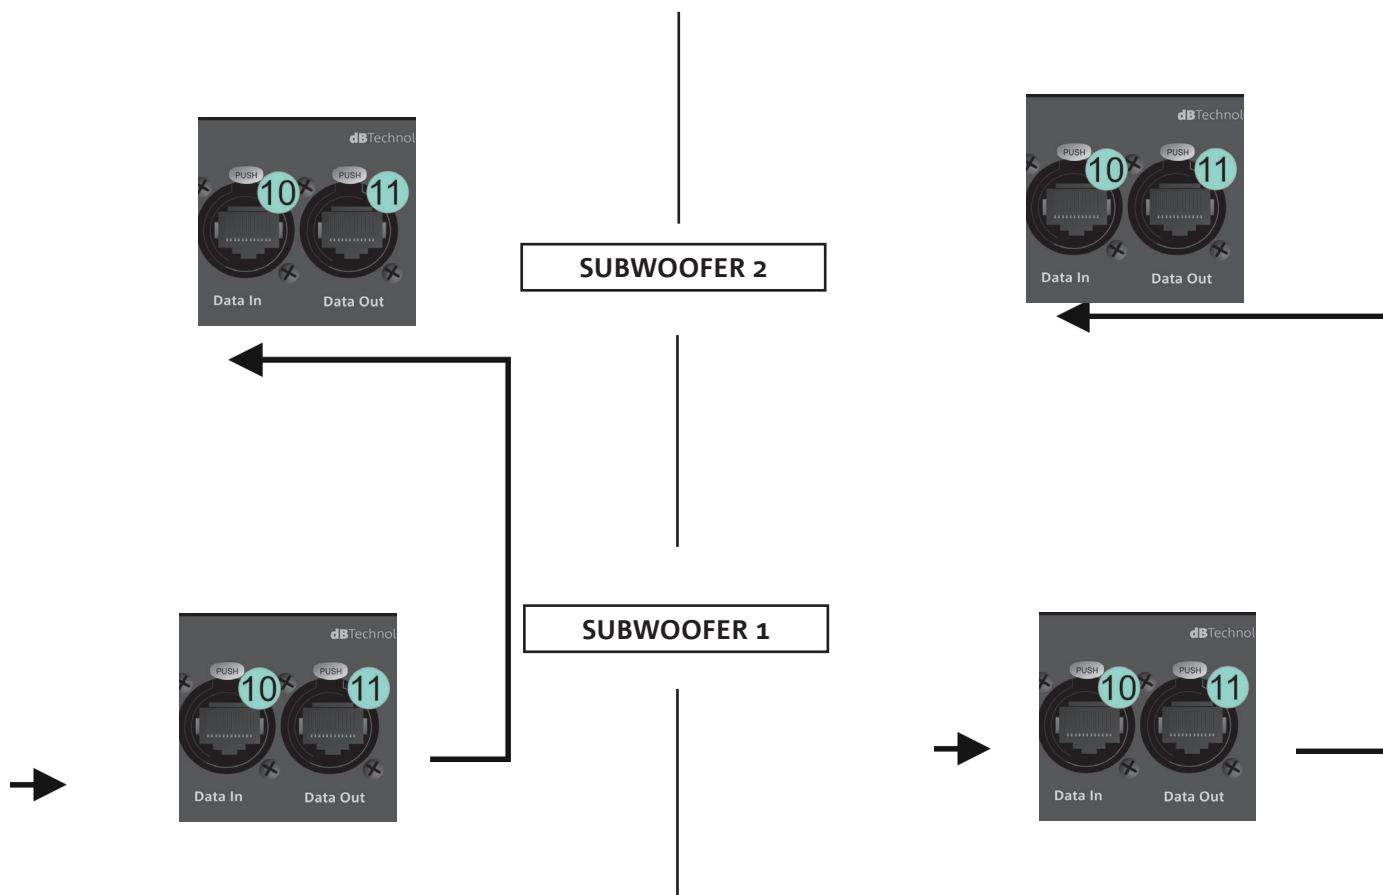 dBTechnol
PUSH
10
PUSH
11
Data In
Data Out
dBTechnol
PUSH
10
PUSH
11
Data In
Data Out
SUBWOOFER 2
SUBWOOFER 1
dBTechnol
PUSH
10
PUSH
11
Data In
Data Out
dBTechnol
PUSH
10
PUSH
11
Data In
Data Out